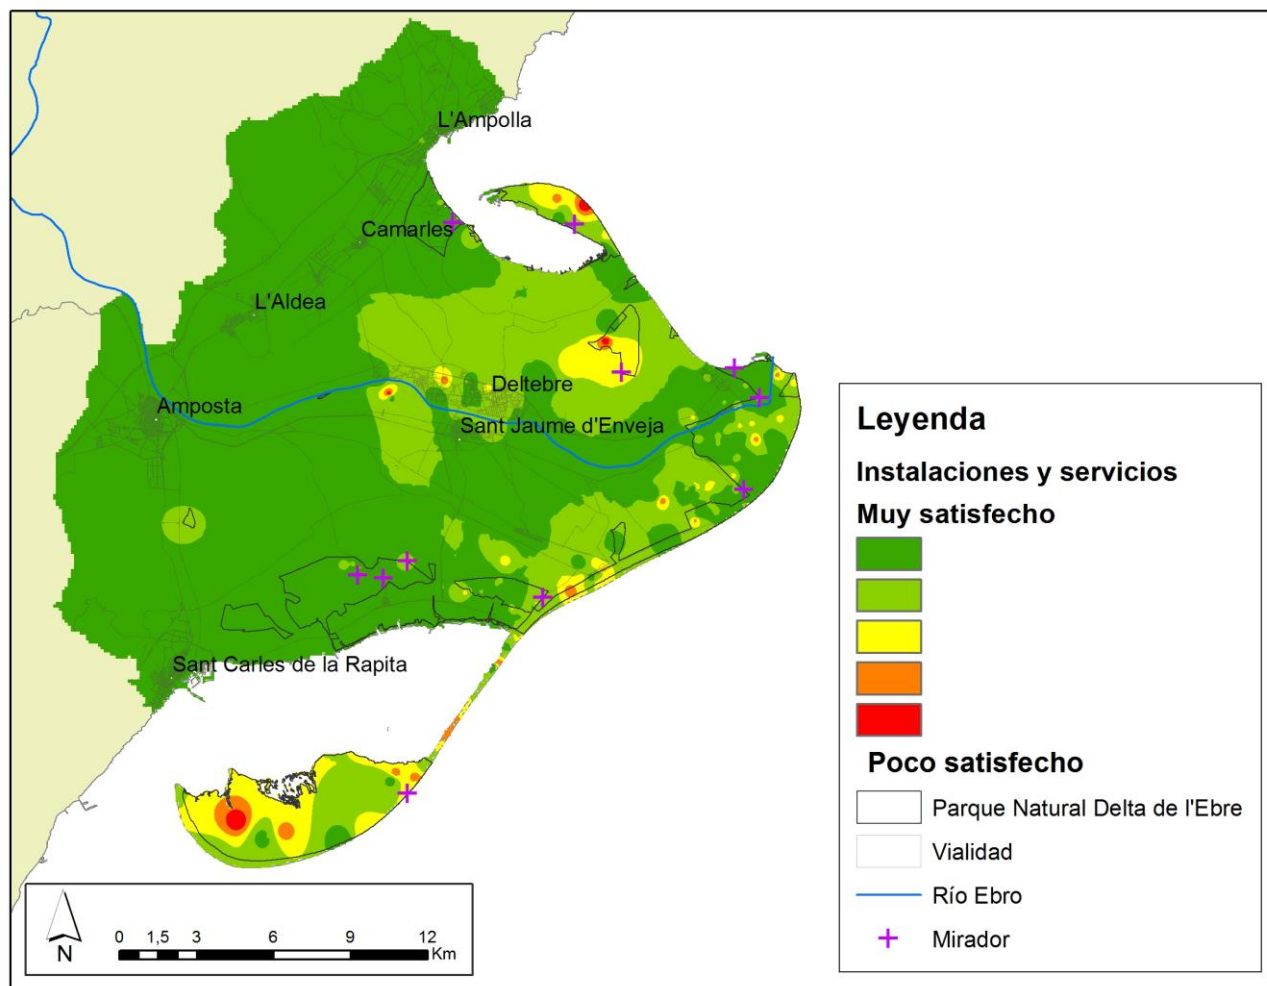 L'Ampolla
Camarles
L'Aldea
Deltebre
Amposta
Sant Jaume d'Enveja
Sant Carles de la Rapita
Leyenda
Instalaciones y servicios
Muy satisfecho
Poco satisfecho
Parque Natural Delta de l'Ebre
Vialidad
Río Ebro
Mirador
N
0 1,5 3 6 9 12
Km